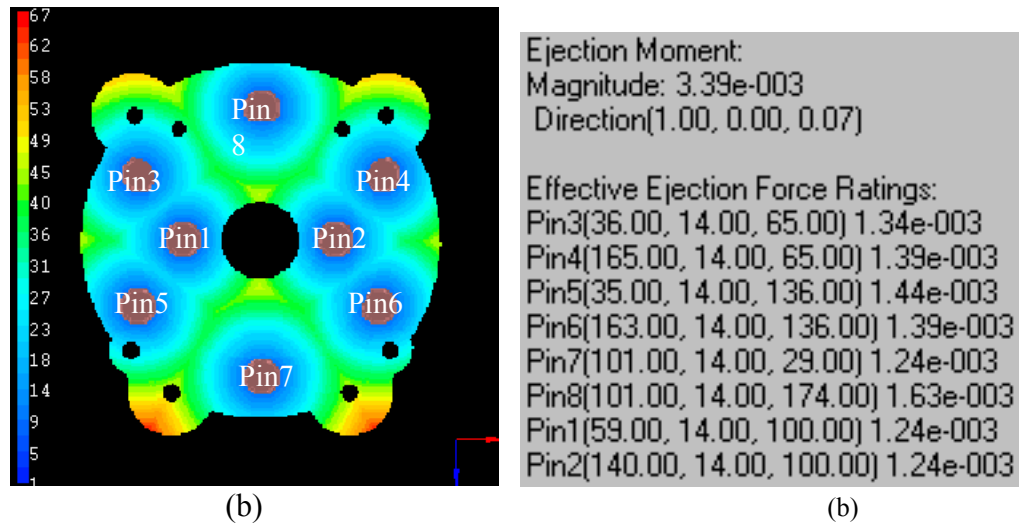 67
62
58
53
49
45
40
36
31
27
23
18
14
9
5
1
Pin
8
Pin3
Pin4
Pin1
Pin2
Pin5
Pin6
Pin7
(b)
Ejection Moment:
Magnitude: 3.39e-003
Direction(1.00, 0.00, 0.07)
Effective Ejection Force Ratings:
Pin3(36.00, 14.00, 65.00) 1.34e-003
Pin4(165.00, 14.00, 65.00) 1.39e-003
Pin5(35.00, 14.00, 136.00) 1.44e-003
Pin6(163.00, 14.00, 136.00) 1.39e-003
Pin7(101.00, 14.00, 29.00) 1.24e-003
Pin8(101.00, 14.00, 174.00) 1.63e-003
Pin1(59.00, 14.00, 100.00) 1.24e-003
Pin2(140.00, 14.00, 100.00) 1.24e-003
(b)